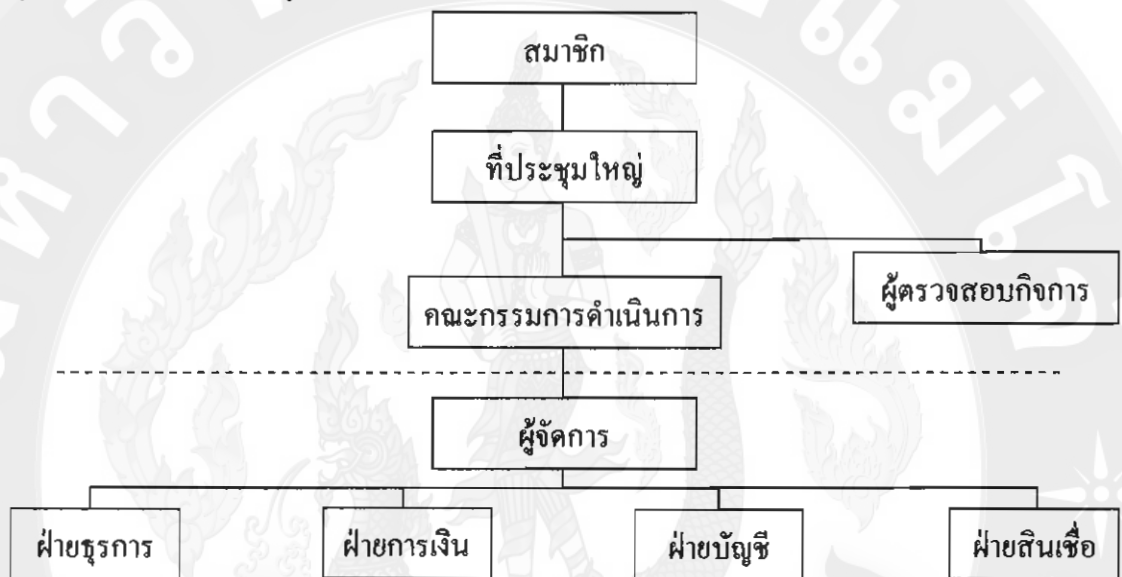 สมาชิก
ที่ประชุมใหญ่
ผู้ตรวจสอบกิจการ
คณะกรรมการดำเนินการ
ผู้จัดการ
ฝ่ายธุรการ
ฝ่ายการเงิน
ฝ่ายบัญชี
ฝ่ายสินเชื่อ